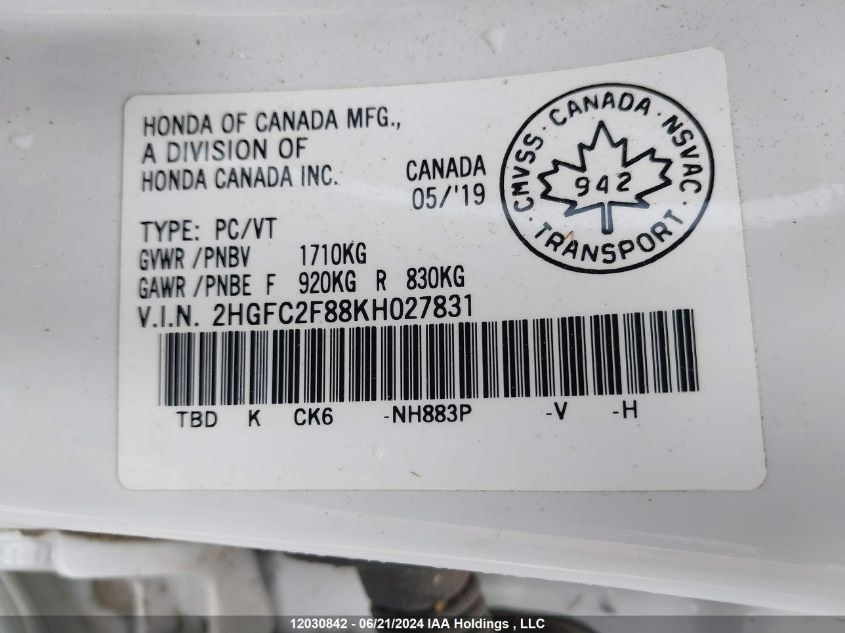 HONDA OF CANADA MFG.,
A DIVISION OF
HONDA CANADA INC.
CANADA
05/'19
TYPE: PC/VT
GVWR /PNBV 1710KG
GAWR /PNBE F 920KG R 830KG
V.I.N. 2HGFC2F88KH027831
TBD K CK6 -NH883P -V -H
CMVSS · CANADA · NSVAC · TRANSPORT ·
942
12030842 - 06/21/2024 IAA Holdings , LLC